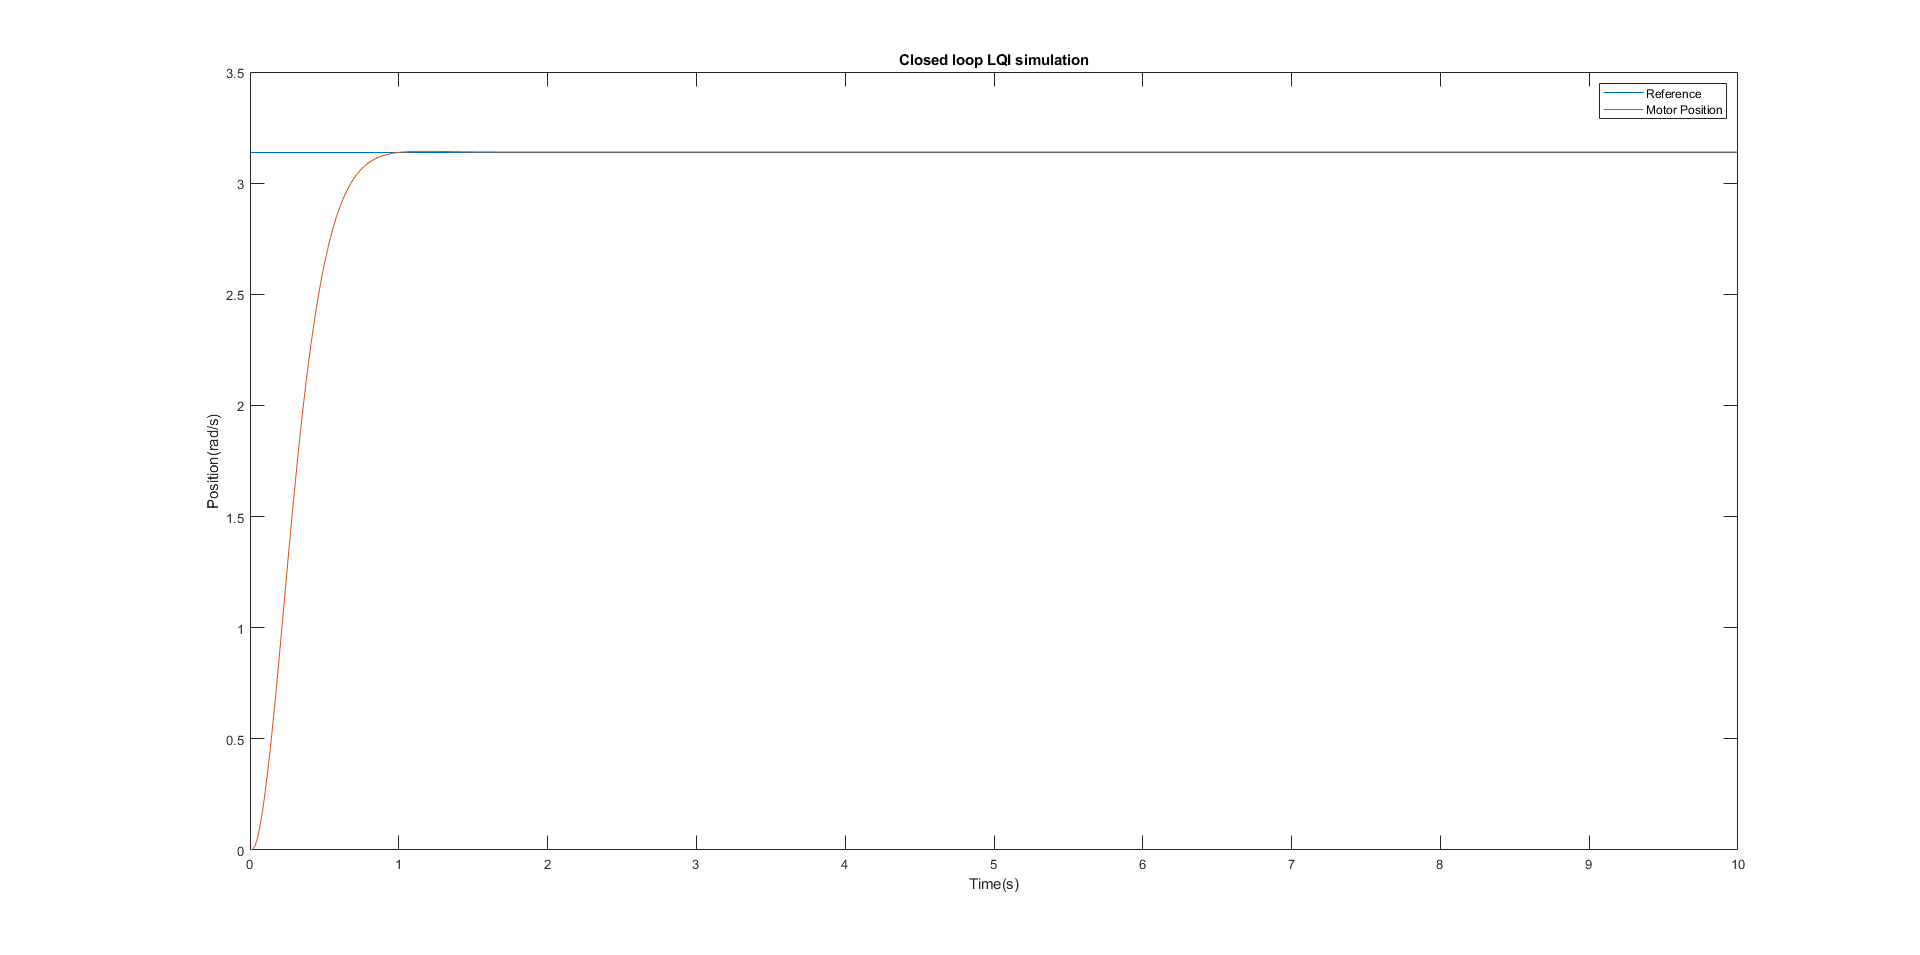 Closed loop LQI simulation
3.5
3
2.5
2
1.5
1
0.5
0
Position(rad/s)
Reference
Motor Position
0 1 2 3 4 5 6 7 8 9 10
Time(s)